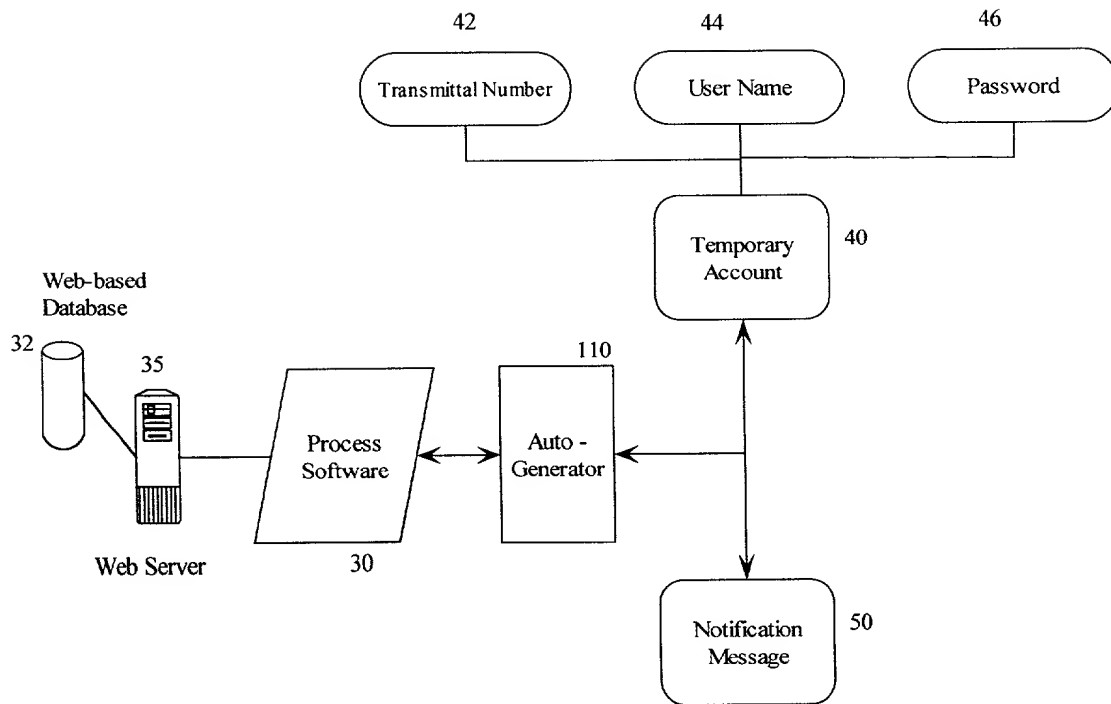 42
44
46
Transmittal Number
User Name
Password
Temporary
Account
40
Web-based
Database
32
35
110
Process
Software
Auto -
Generator
Web Server
30
Notification
Message
50